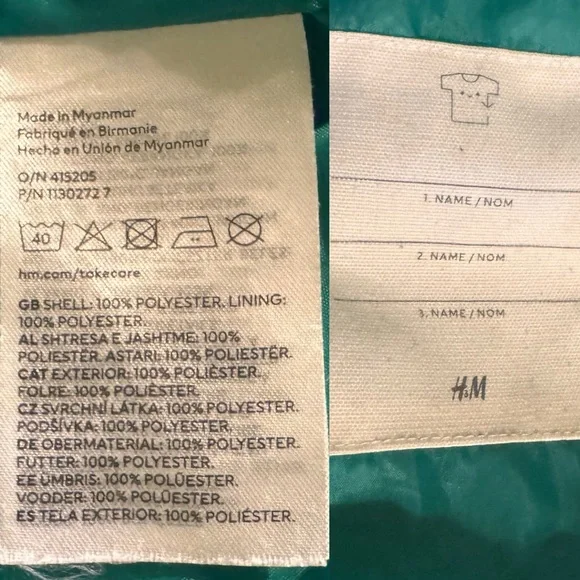 Made in Myanmar
Fabriqué en Birmanie
Hecho en Unión de Myanmar
O/N 415205
P/N 1130272 7
40
hm.com/takecare
GB SHELL: 100% POLYESTER. LINING:
100% POLYESTER.
AL SHTRESA E JASHTME: 100%
POLIESTËR. ASTARI: 100% POLIESTËR.
CAT EXTERIOR: 100% POLIÈSTER.
FOLRE: 100% POLIÈSTER.
CZ SVRCHNÍ LÁTKA: 100% POLYESTER.
PODŠÍVKA: 100% POLYESTER.
DE OBERMATERIAL: 100% POLYESTER.
FUTTER: 100% POLYESTER.
EE ÜMBRIS: 100% POLÜESTER.
VOODER: 100% POLÜESTER.
ES TELA EXTERIOR: 100% POLIÉSTER.
1. NAME / NOM
2. NAME / NOM
3. NAME / NOM
H&M